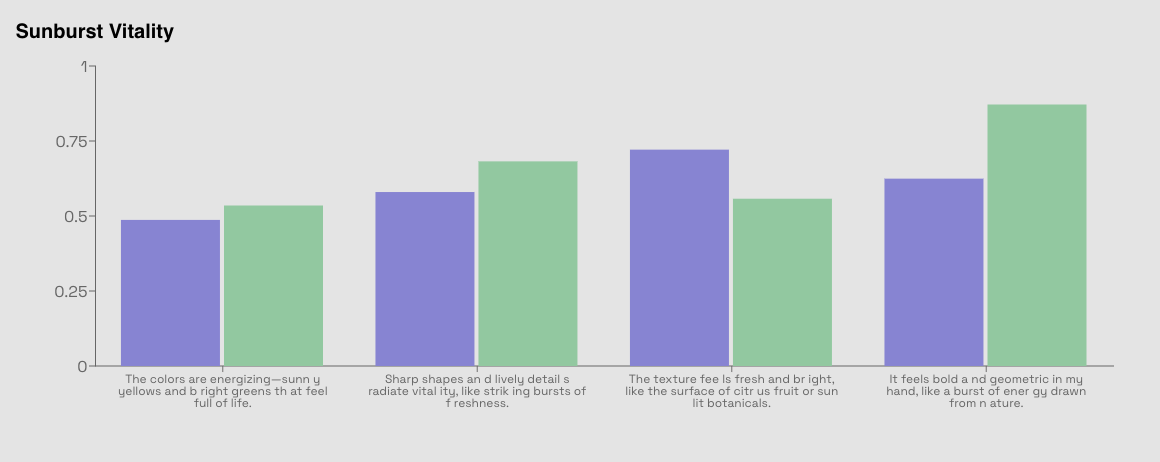 Sunburst Vitality
1
0.75
0.5
0.25
0
The colors are energizing—sunn y
yellows and b right greens th at feel
full of life.
Sharp shapes an d lively detail s
radiate vital ity, like strik ing bursts of
f reshness.
The texture fee ls fresh and br ight,
like the surface of citr us fruit or sun
lit botanicals.
It feels bold a nd geometric in my
hand, like a burst of ener gy drawn
from n ature.